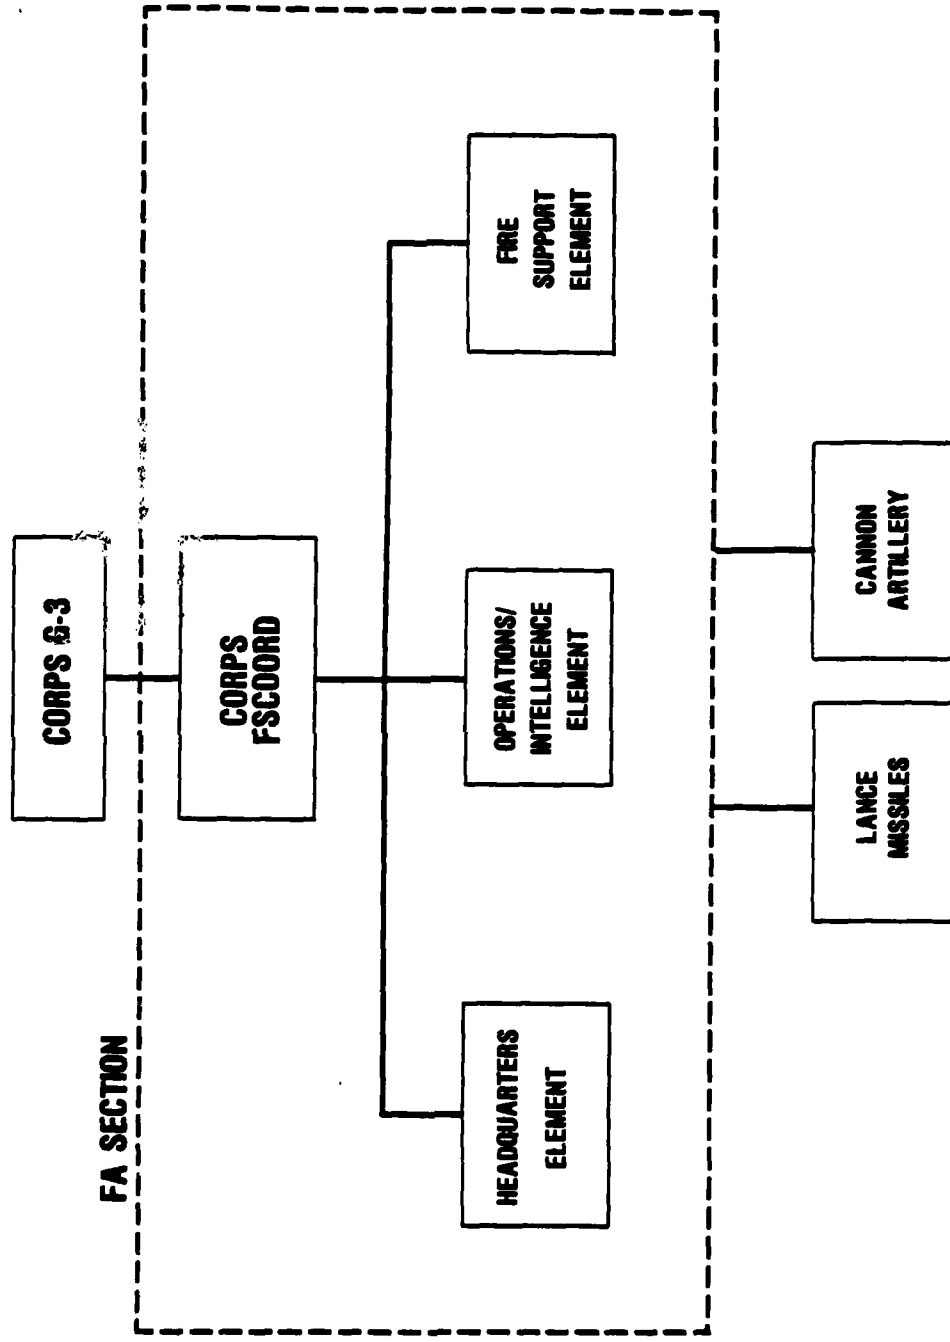 FA SECTION
CORPS G-3
CORPS
FSCOORD
HEADQUARTERS
ELEMENT
OPERATIONS/
INTELLIGENCE
ELEMENT
FIRE
SUPPORT
ELEMENT
LANCE
MISSILES
CANNON
ARTILLERY